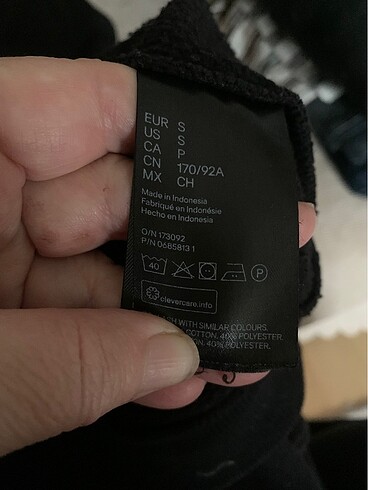 EUR S
US S
CA P
CN 170/92A
MX CH
Made in Indonesia
Fabriqué en Indonésie
Hecho en Indonesia
O/N 173092
P/N 0685813 1
40 P
clevercare.info
WITH SIMILAR COLOURS.
COTTON. 40% POLYESTER.
40% POLYESTER.